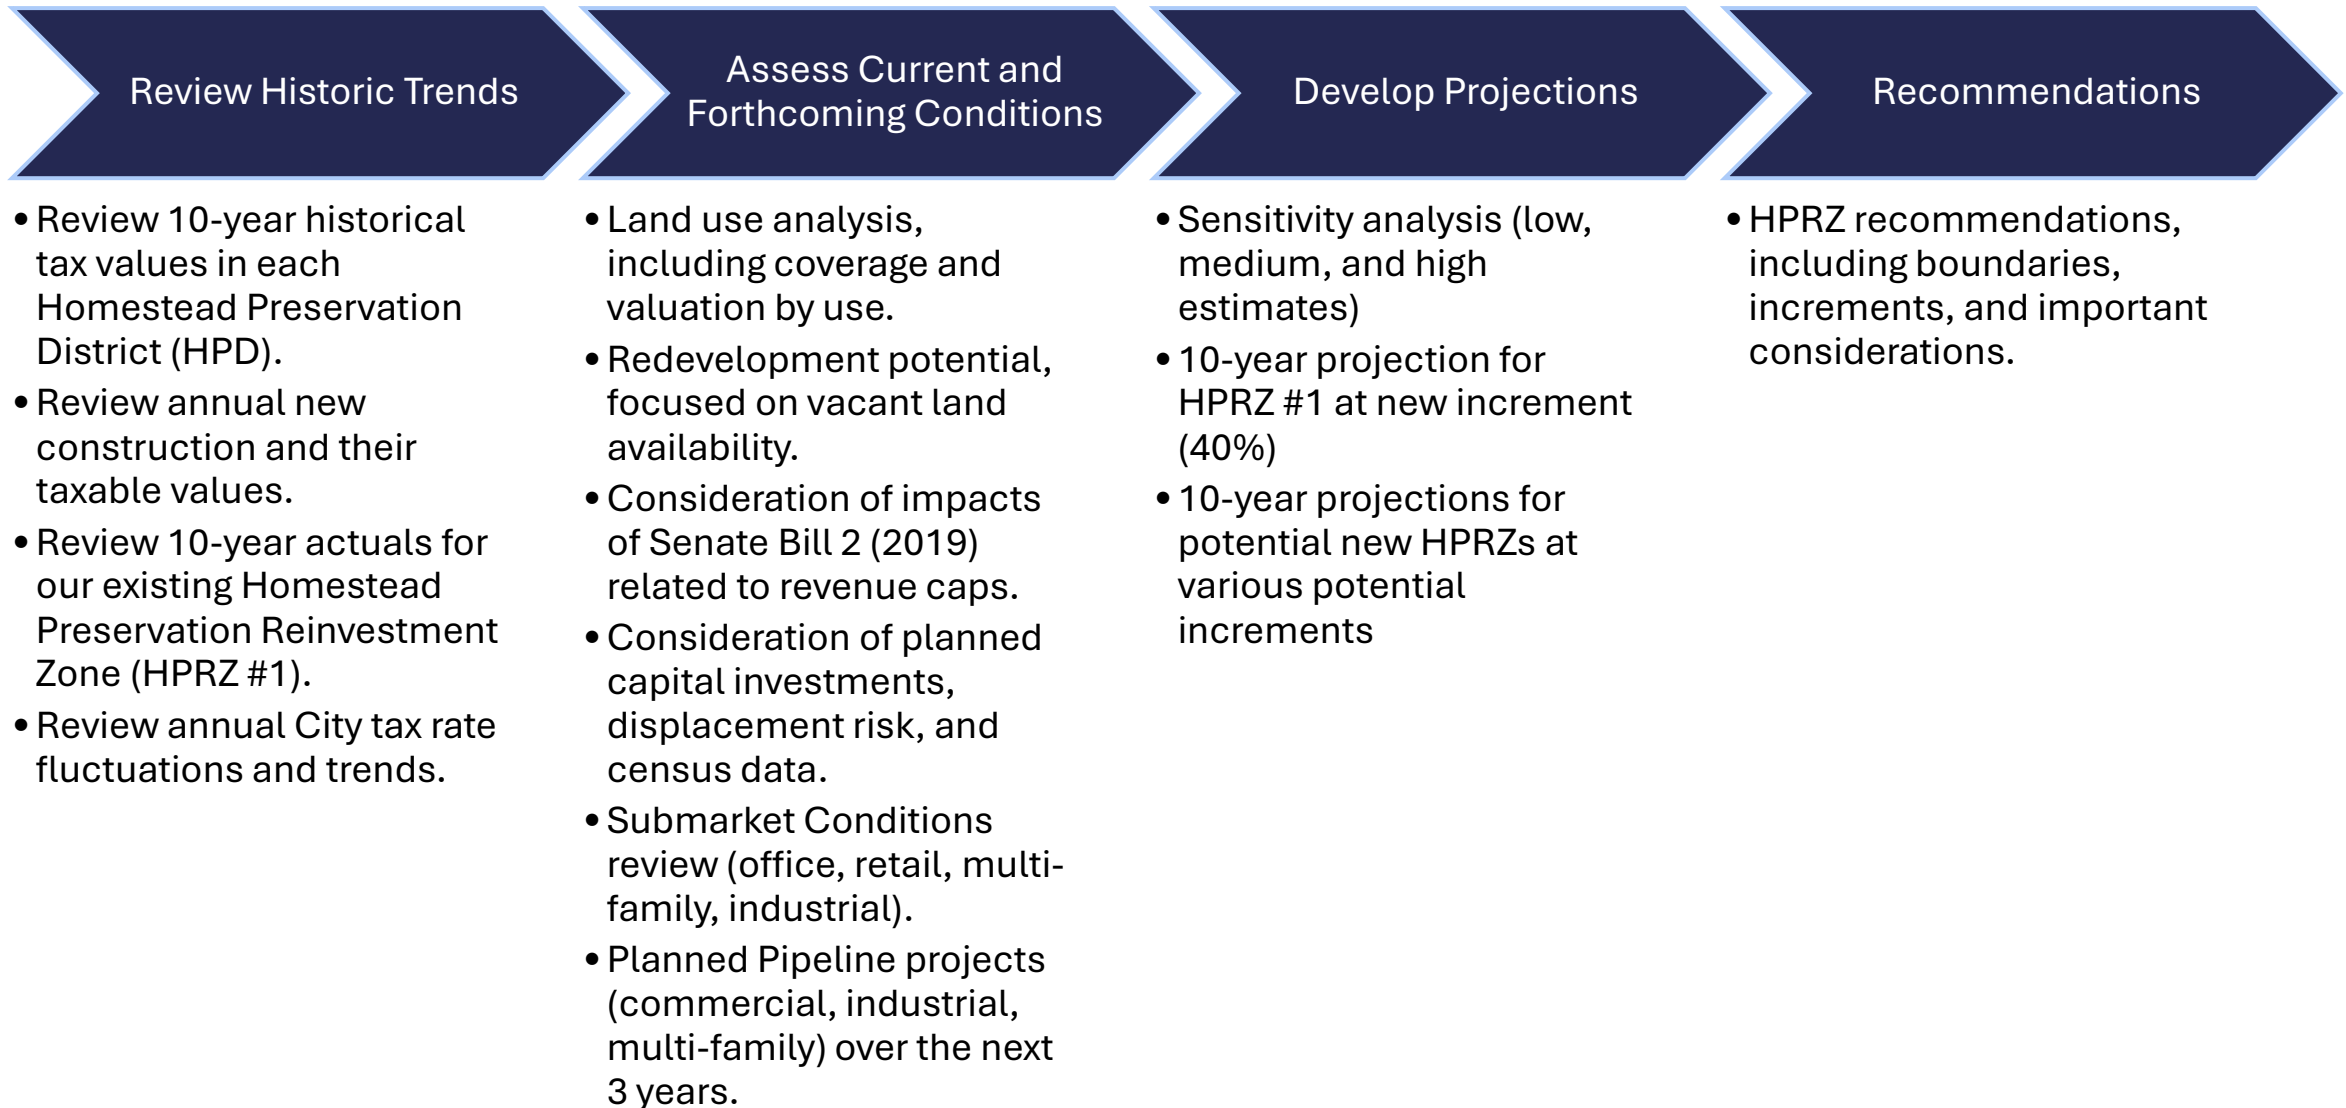 Review Historic Trends
• Review 10-year historical
tax values in each
Homestead Preservation
District (HPD).
• Review annual new
construction and their
taxable values.
• Review 10-year actuals for
our existing Homestead
Preservation Reinvestment
Zone (HPRZ #1).
• Review annual City tax rate
fluctuations and trends.
Assess Current and
Forthcoming Conditions
• Land use analysis,
including coverage and
valuation by use.
• Redevelopment potential,
focused on vacant land
availability.
• Consideration of impacts
of Senate Bill 2 (2019)
related to revenue caps.
• Consideration of planned
capital investments,
displacement risk, and
census data.
• Submarket Conditions
review (office, retail, multi-
family, industrial).
• Planned Pipeline projects
(commercial, industrial,
multi-family) over the next
3 years.
Develop Projections
• Sensitivity analysis (low,
medium, and high
estimates)
• 10-year projection for
HPRZ #1 at new increment
(40%)
• 10-year projections for
potential new HPRZs at
various potential
increments
Recommendations
• HPRZ recommendations,
including boundaries,
increments, and important
considerations.